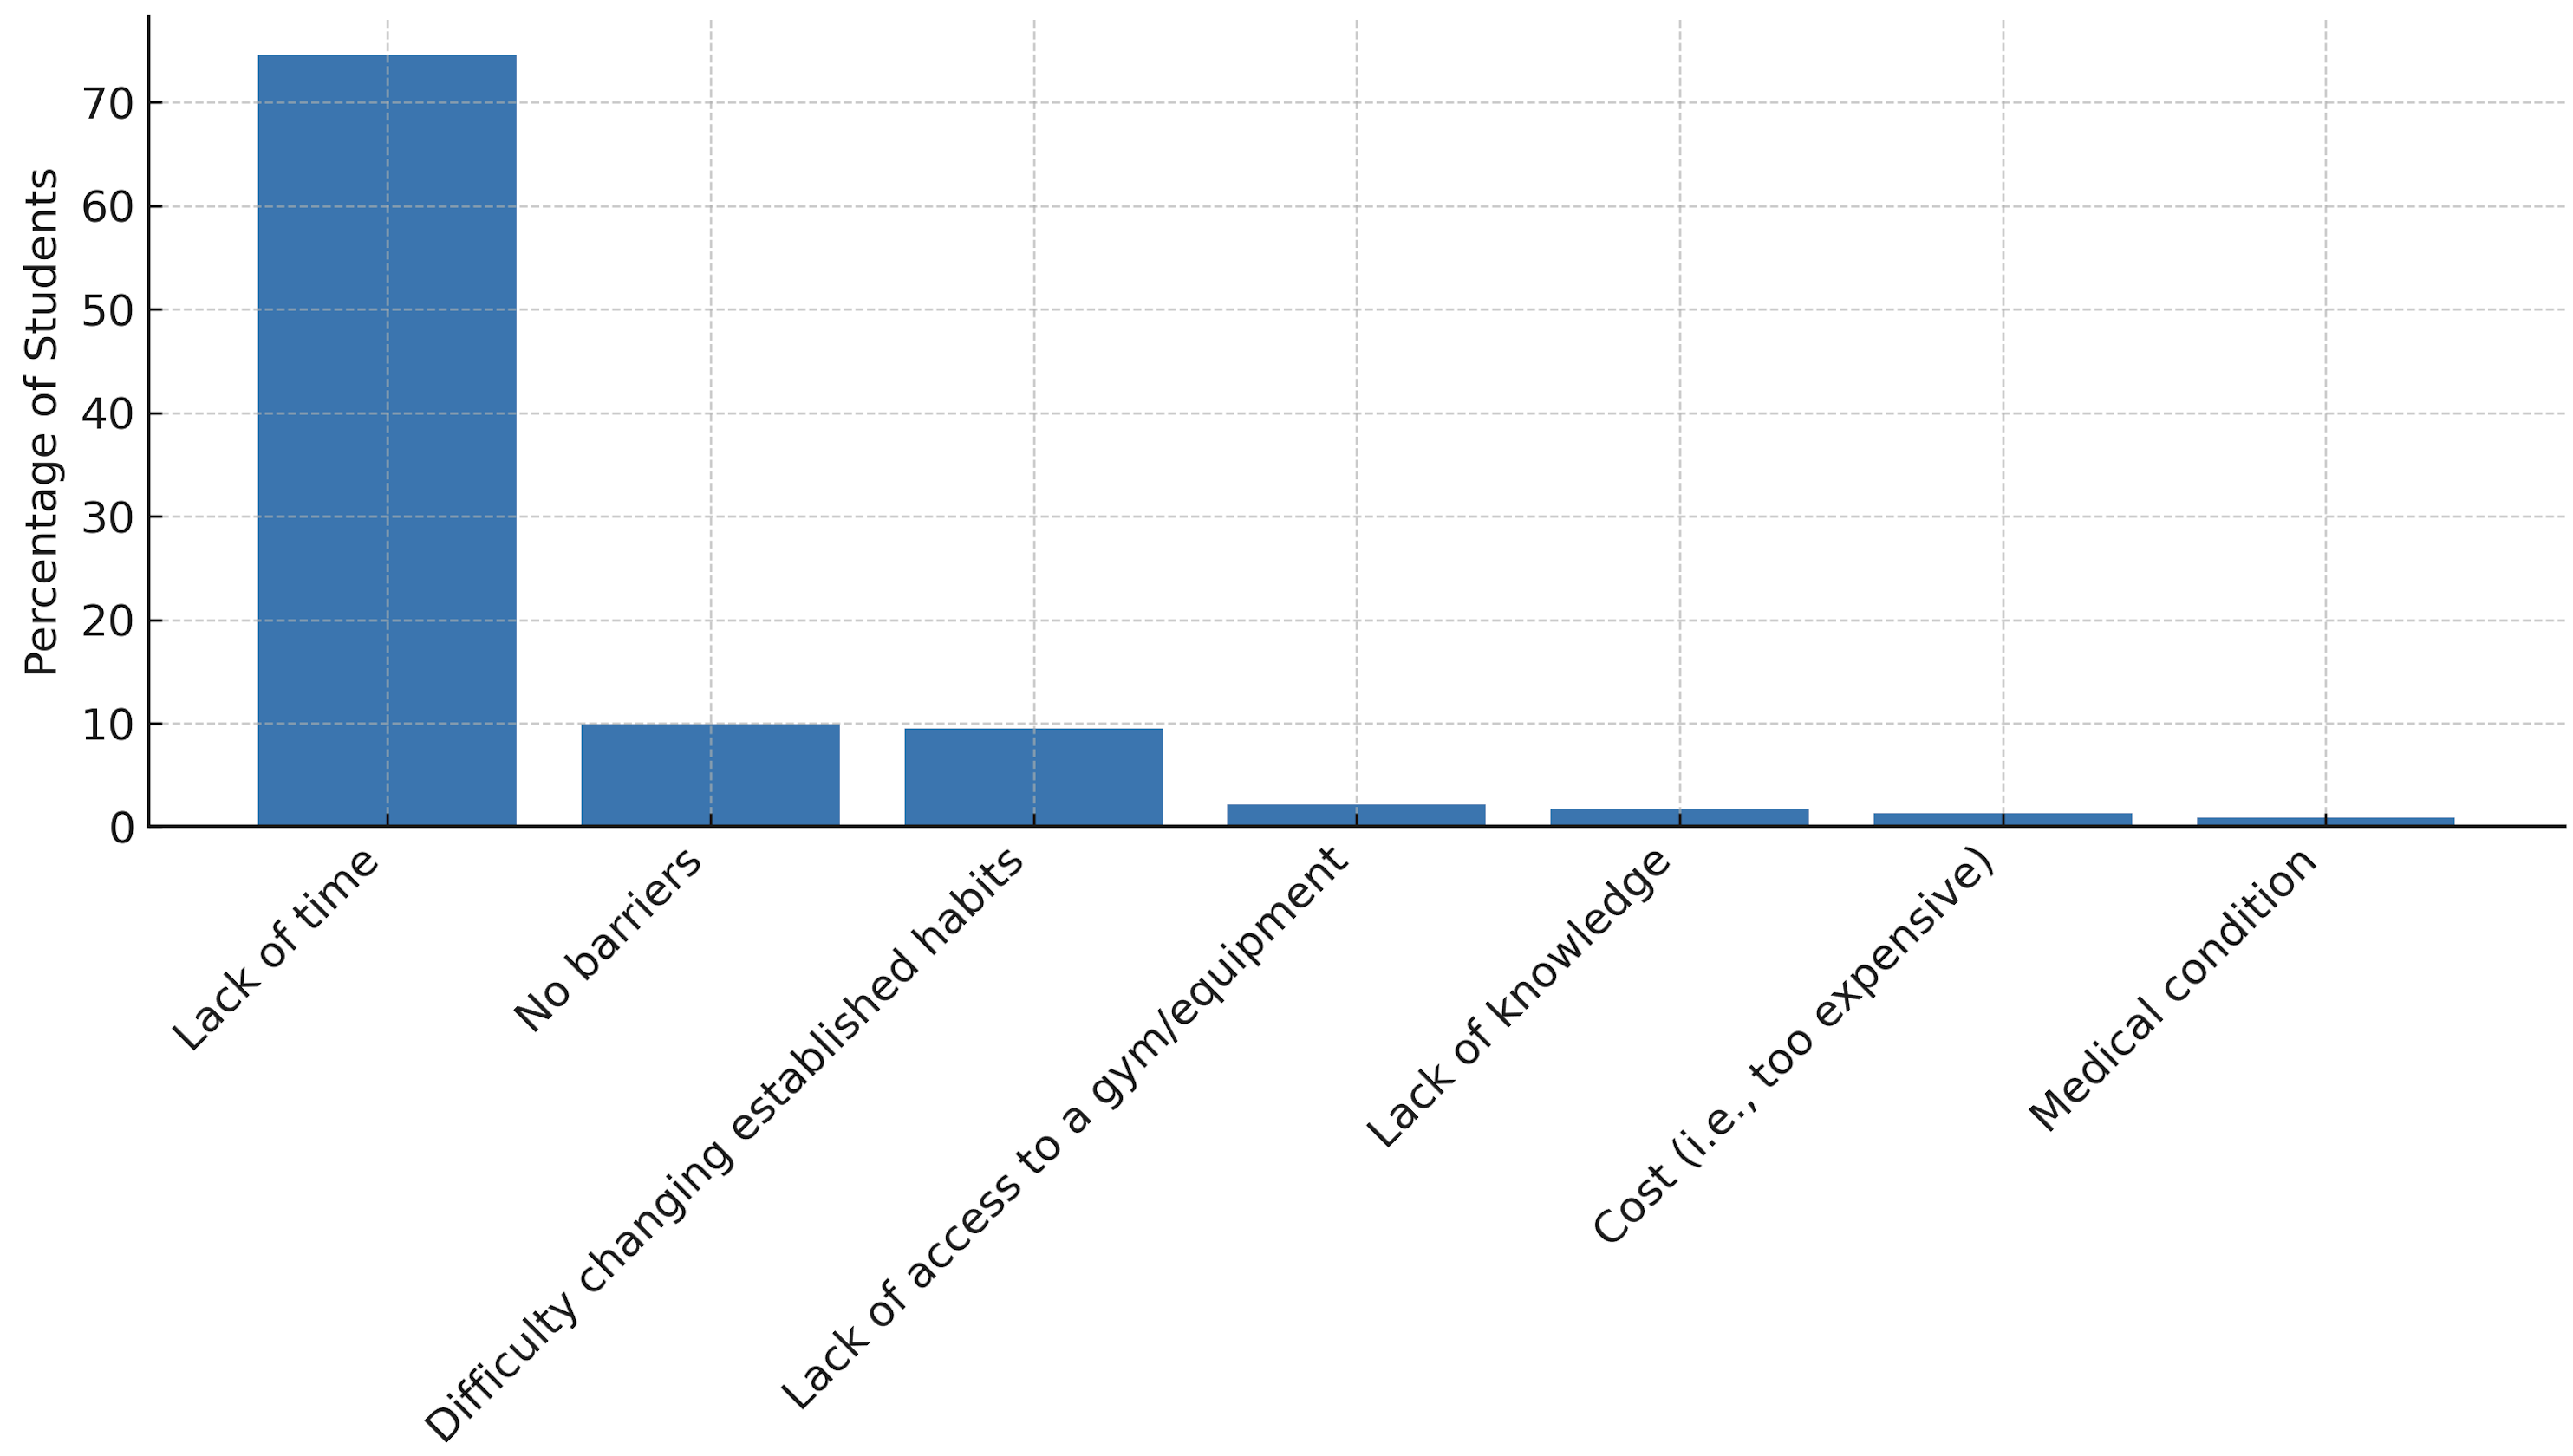 Percentage of Students
70
60
50
40
30
20
10
0
Lack of time
No barriers
Difficulty changing established habits
Lack of access to a gym/equipment
Lack of knowledge
Cost (i.e., too expensive)
Medical condition